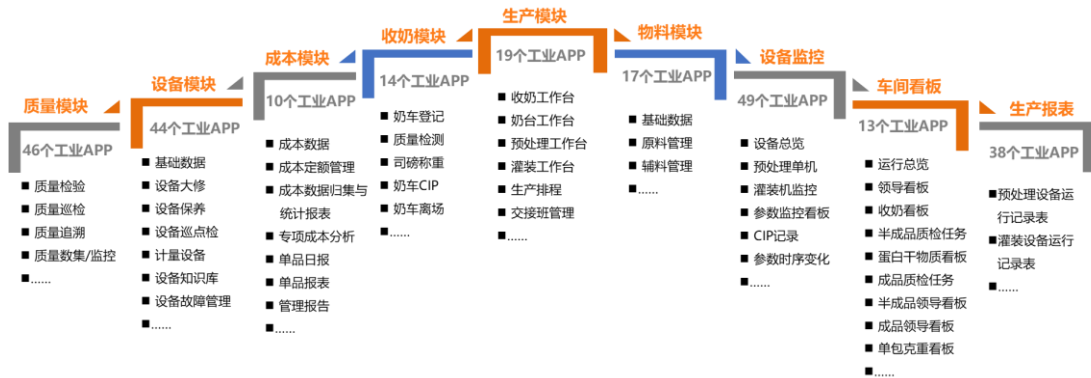 质量模块
46个工业APP
■ 质量检验
■ 质量巡检
■ 质量追溯
■ 质量数集/监控
■......
设备模块
44个工业APP
■ 基础数据
■ 设备大修
■ 设备保养
■ 设备巡点检
■ 计量设备
■ 设备知识库
■ 设备故障管理
■......
成本模块
10个工业APP
■ 成本数据
■ 成本定额管理
■ 成本数据归集与
统计报表
■ 专项成本分析
■ 单品日报
■ 单品报表
■ 管理报告
■......
收奶模块
14个工业APP
■ 奶车登记
■ 质量检测
■ 司磅称重
■ 奶车CIP
■ 奶车离场
■......
生产模块
19个工业APP
■ 收奶工作台
■ 奶台工作台
■ 预处理工作台
■ 灌装工作台
■ 生产排程
■ 交接班管理
■......
物料模块
17个工业APP
■ 基础数据
■ 原料管理
■ 辅料管理
■......
设备监控
49个工业APP
■ 设备总览
■ 预处理单机
■ 灌装机监控
■ 参数监控看板
■ CIP记录
■ 参数时序变化
■......
车间看板
13个工业APP
■ 运行总览
■ 领导看板
■ 收奶看板
■ 半成品质检任务
■ 蛋白干物质看板
■ 成品质检任务
■ 半成品领导看板
■ 成品领导看板
■ 单包克重看板
■......
生产报表
38个工业APP
■预处理设备运
行记录表
■灌装设备运行
记录表
■......